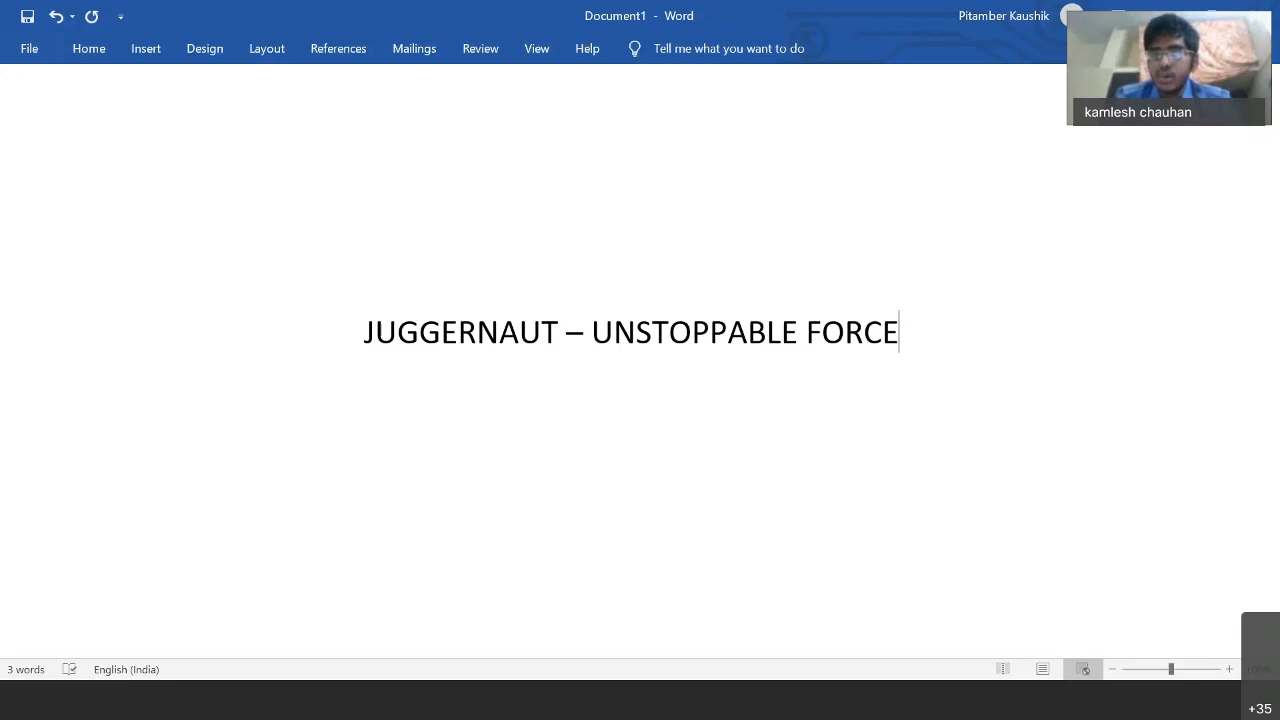 Document1 - Word
Pitamber Kaushik
File Home Insert Design Layout References Mailings Review View Help Tell me what you want to do
kamlesh chauhan
JUGGERNAUT – UNSTOPPABLE FORCE
3 words English (India)
+35